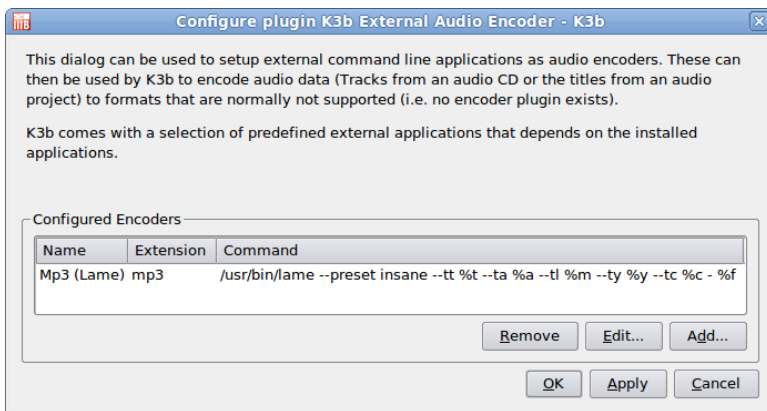 Configure plugin K3b External Audio Encoder - K3b
This dialog can be used to setup external command line applications as audio encoders. These can
then be used by K3b to encode audio data (Tracks from an audio CD or the titles from an audio
project) to formats that are normally not supported (i.e. no encoder plugin exists).
K3b comes with a selection of predefined external applications that depends on the installed
applications.
Configured Encoders
Name Extension Command
Mp3 (Lame) mp3 /usr/bin/lame --preset insane --tt %t --ta %a --tl %m --ty %y --tc %c - %f
Remove Edit... Add...
OK Apply Cancel